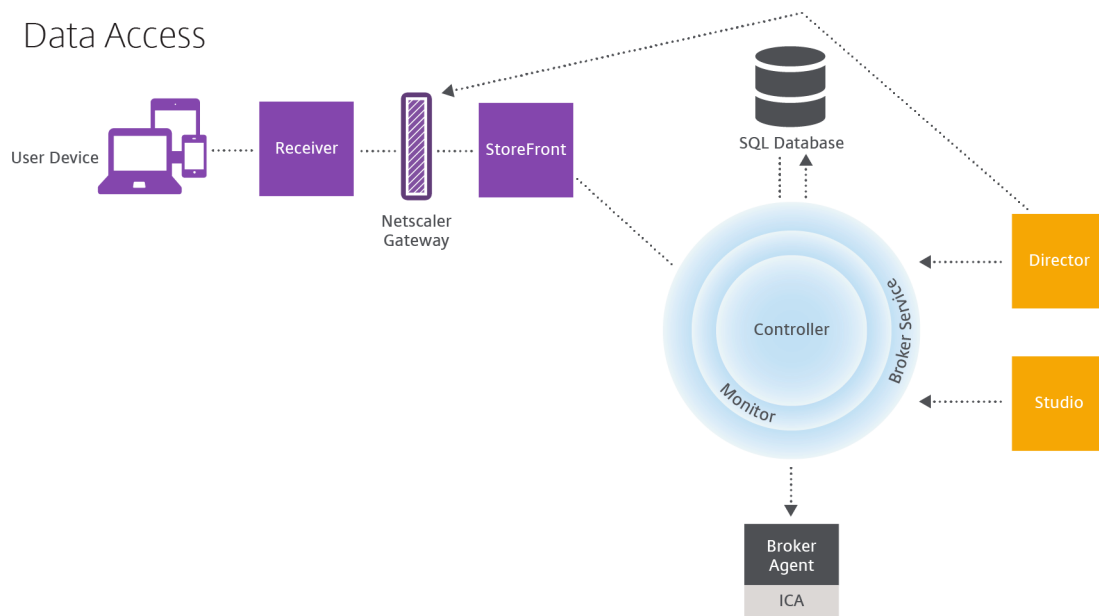 Data Access
User Device
Receiver
Netscaler
Gateway
StoreFront
SQL Database
Controller
Monitor
Broker Service
Director
Studio
Broker
Agent
ICA